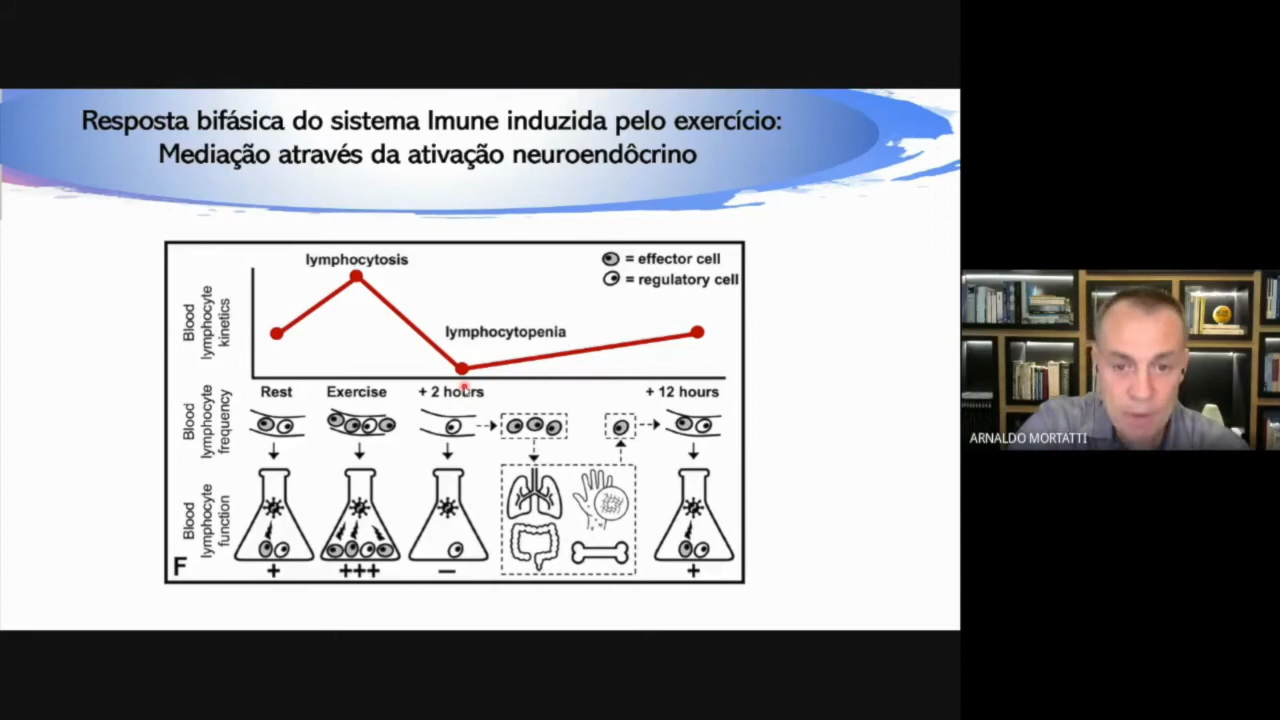 Resposta bifásica do sistema Imune induzida pelo exercício:
Mediação através da ativação neuroendôcrino
lymphocytosis
= effector cell
= regulatory cell
Blood
lymphocyte
kinetics
lymphocytopenia
Rest
Exercise
+ 2 hours
+ 12 hours
Blood
lymphocyte
frequency
Blood
lymphocyte
function
F
+
+++
–
+
ARNALDO MORTATTI